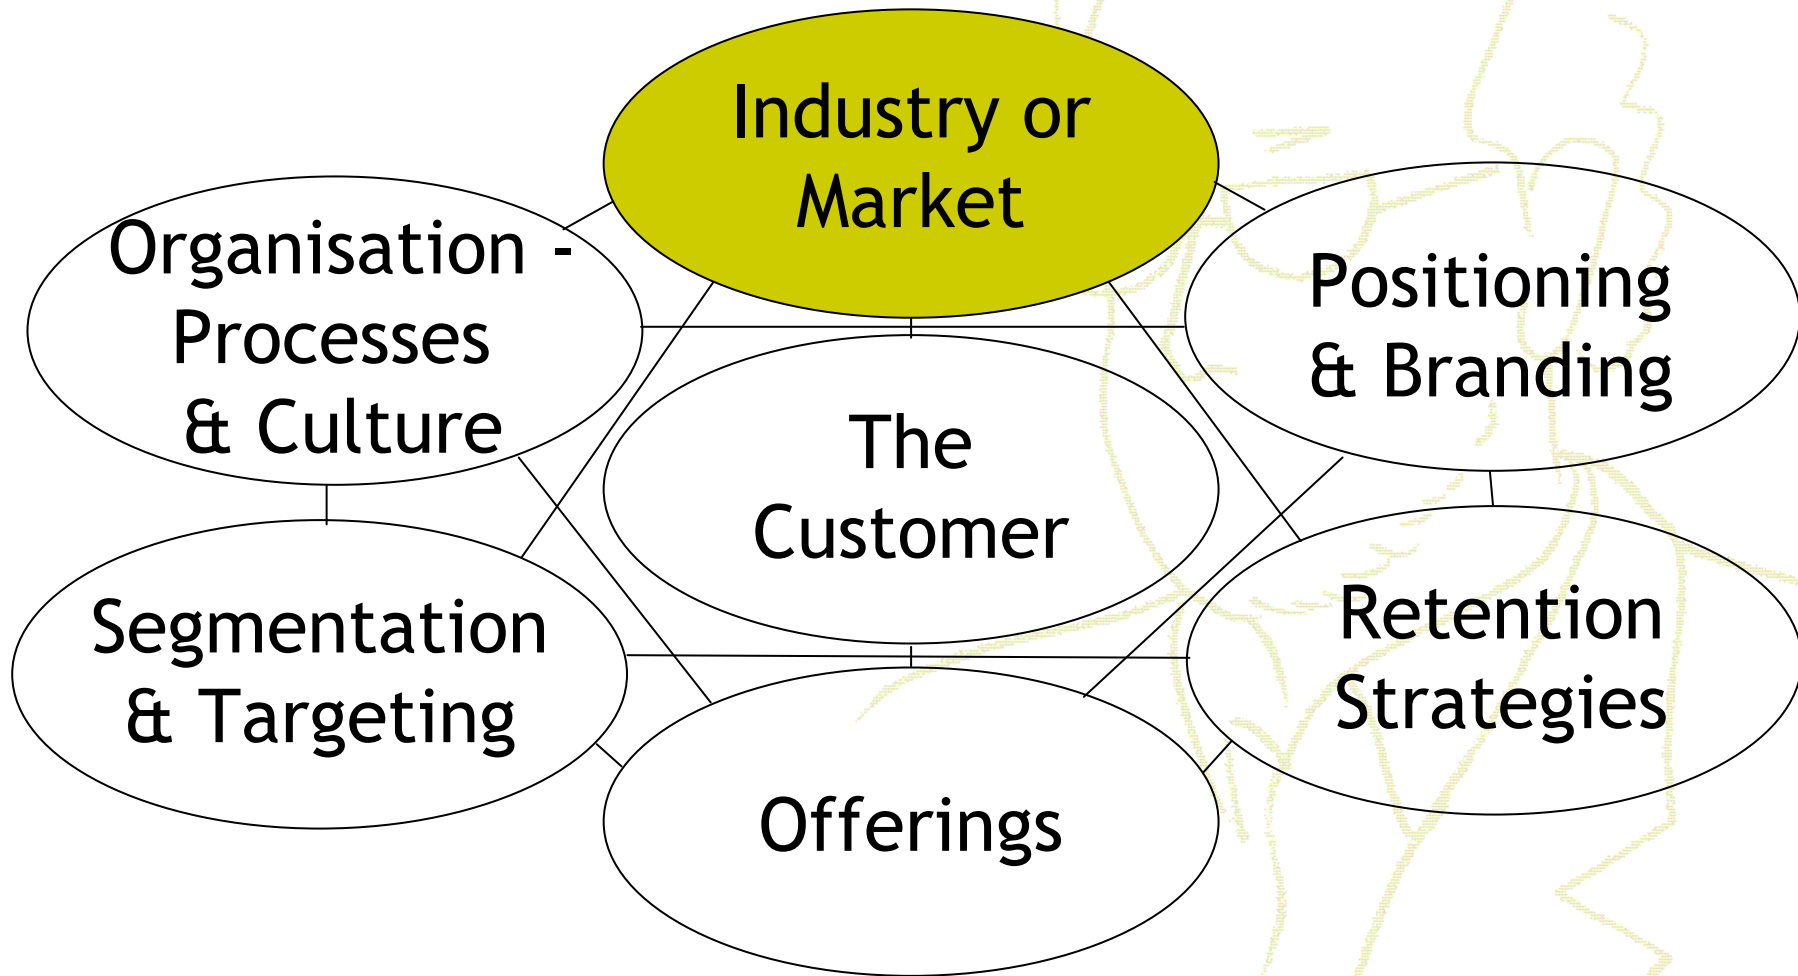 Industry or
Market
Organisation -
Processes
& Culture
Positioning
& Branding
The
Customer
Segmentation
& Targeting
Retention
Strategies
Offerings